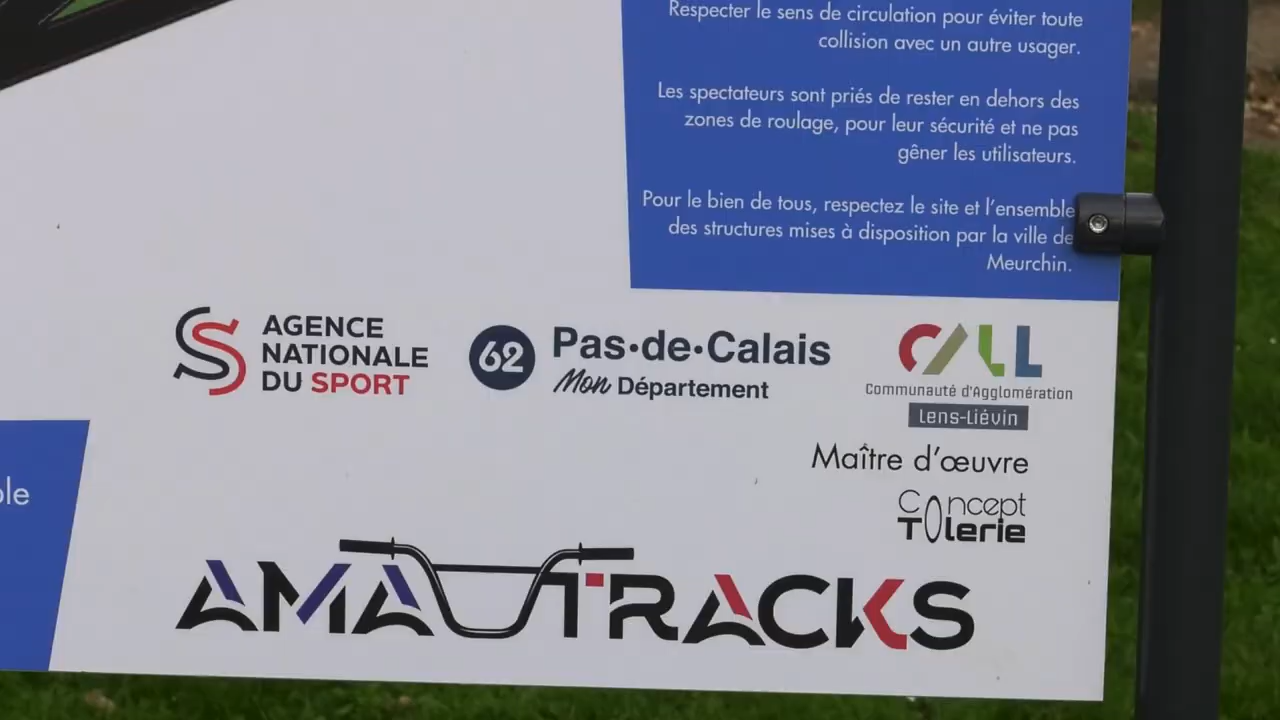 Respecter le sens de circulation pour éviter toute
collision avec un autre usager.
Les spectateurs sont priés de rester en dehors des
zones de roulage, pour leur sécurité et ne pas
gêner les utilisateurs.
Pour le bien de tous, respectez le site et l'ensemble
des structures mises à disposition par la ville de
Meurchin.
AGENCE
NATIONALE
DU SPORT
62
Pas·de·Calais
Mon Département
CALL
Communauté d'Agglomération
Lens-Liévin
Maître d'œuvre
Concept
Tolerie
AMA TRACKS